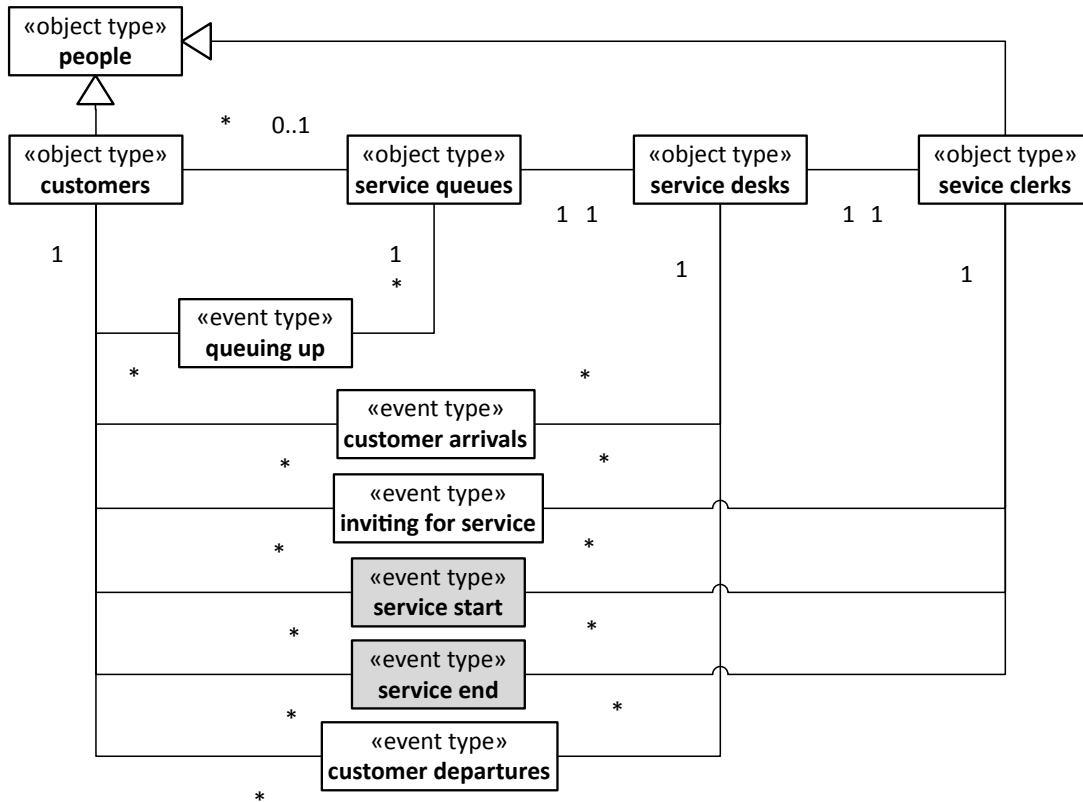 «object type»
people
* 0..1
«object type»
customers
«object type»
service queues
«object type»
service desks
«object type»
sevice clerks
1 1
1 1
1
1
1
1
*
«event type»
queuing up
*
*
«event type»
customer arrivals
*
*
«event type»
inviting for service
*
*
«event type»
service start
*
*
«event type»
service end
*
*
«event type»
customer departures
*